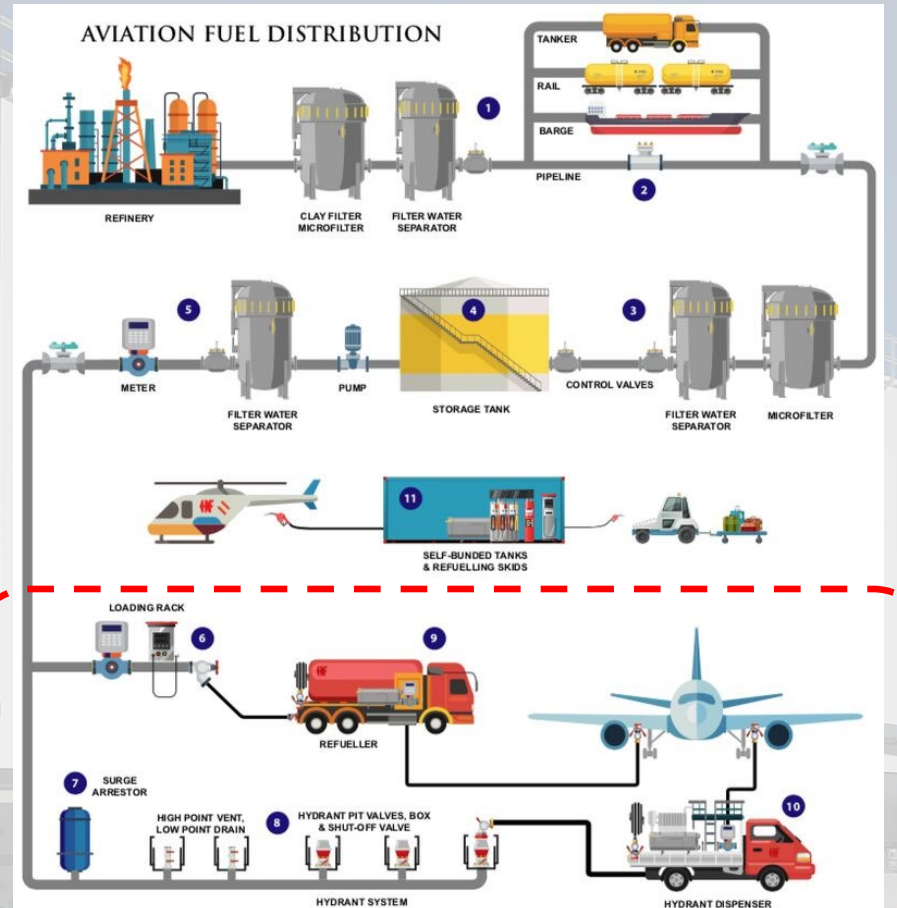 AVIATION FUEL DISTRIBUTION
TANKER
RAIL
BARGE
PIPELINE
1
2
REFINERY
CLAY FILTER
MICROFILTER
FILTER WATER
SEPARATOR
5
4
3
METER
PUMP
CONTROL VALVES
FILTER WATER
SEPARATOR
STORAGE TANK
FILTER WATER
SEPARATOR
MICROFILTER
11
HF
SELF-BUNDED TANKS
& REFUELLING SKIDS
LOADING RACK
6
9
HF
REFUELLER
7
SURGE
ARRESTOR
HIGH POINT VENT,
LOW POINT DRAIN
8
HYDRANT PIT VALVES, BOX
& SHUT-OFF VALVE
10
HF
HYDRANT SYSTEM
HYDRANT DISPENSER